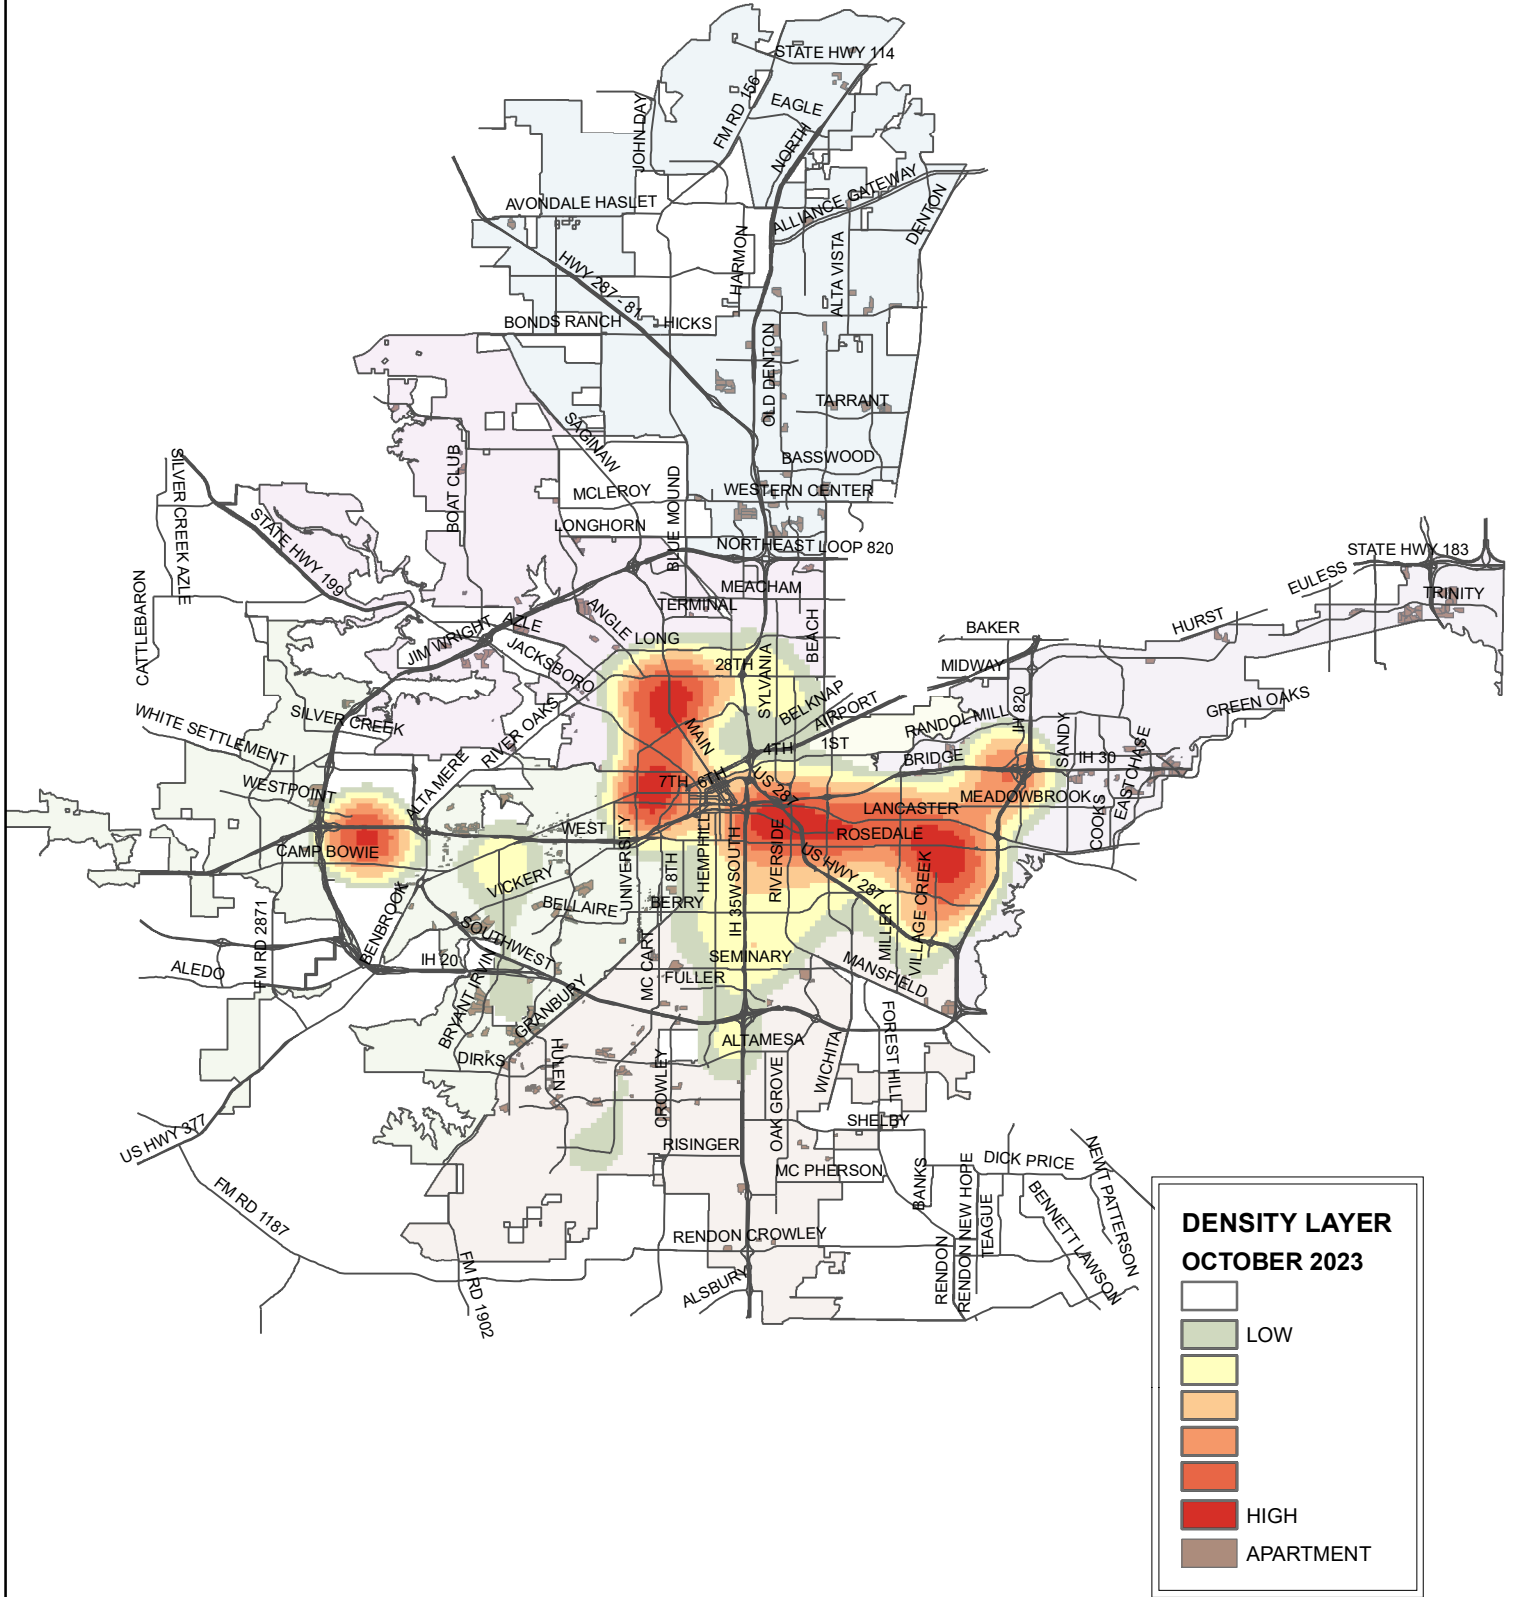 STATE HWY 114
FM RD 156
EAGLE
JOHN DAY
NORTH
ALLIANCE GATEWAY
AVONDALE HASLET
DENTON
HARMON
ALTA VISTA
HWY 287 - 81
BONDS RANCH
HICKS
OLD DENTON
TARRANT
SAGINAW
BASSWOOD
BOAT CLUB
SILVER CREEK AZLE
MCLEROY
BLUE MOUND
WESTERN CENTER
STATE HWY 199
LONGHORN
NORTHEAST LOOP 820
STATE HWY 183
CATTLEBARON
MEACHAM
EULESS
TRINITY
TERMINAL
ANGLE
AZLE
BEACH
HURST
JIM WRIGHT
LONG
BAKER
JACKSBORO
28TH
SYLVANIA
MIDWAY
GREEN OAKS
SILVER CREEK
RIVER OAKS
BELKNAP
AIRPORT
RANDOL MILL
IH 820
WHITE SETTLEMENT
MAIN
4TH
1ST
SANDY
EASTCHASE
BRIDGE
IH 30
WESTPOINT
ALTAMERE
7TH
6TH
US 287
MEADOWBROOK
LANCASTER
COOKS
WEST
ROSEDALE
CAMP BOWIE
UNIVERSITY
HEMPHILL
IH 35W SOUTH
RIVERSIDE
US HWY 287
VICKERY
8TH
VILLAGE CREEK
BELLAIRE
BERRY
MILLER
FM RD 2871
BENBROOK
SOUTHWEST
MC CART
SEMINARY
IH 20
ALEDO
FULLER
MANSFIELD
BRYANT IRVIN
GRANBURY
FOREST HILL
ALTAMESA
WICHITA
DIRKS
HULEN
CROWLEY
OAK GROVE
SHELBY
US HWY 377
RISINGER
MC PHERSON
BANKS
DICK PRICE
NEWT PATTERSON
FM RD 1187
RENDON NEW HOPE
TEAGUE
BENNETT LAWSON
RENDON CROWLEY
RENDON
FM RD 1902
ALSBURY
DENSITY LAYER
OCTOBER 2023
LOW
HIGH
APARTMENT